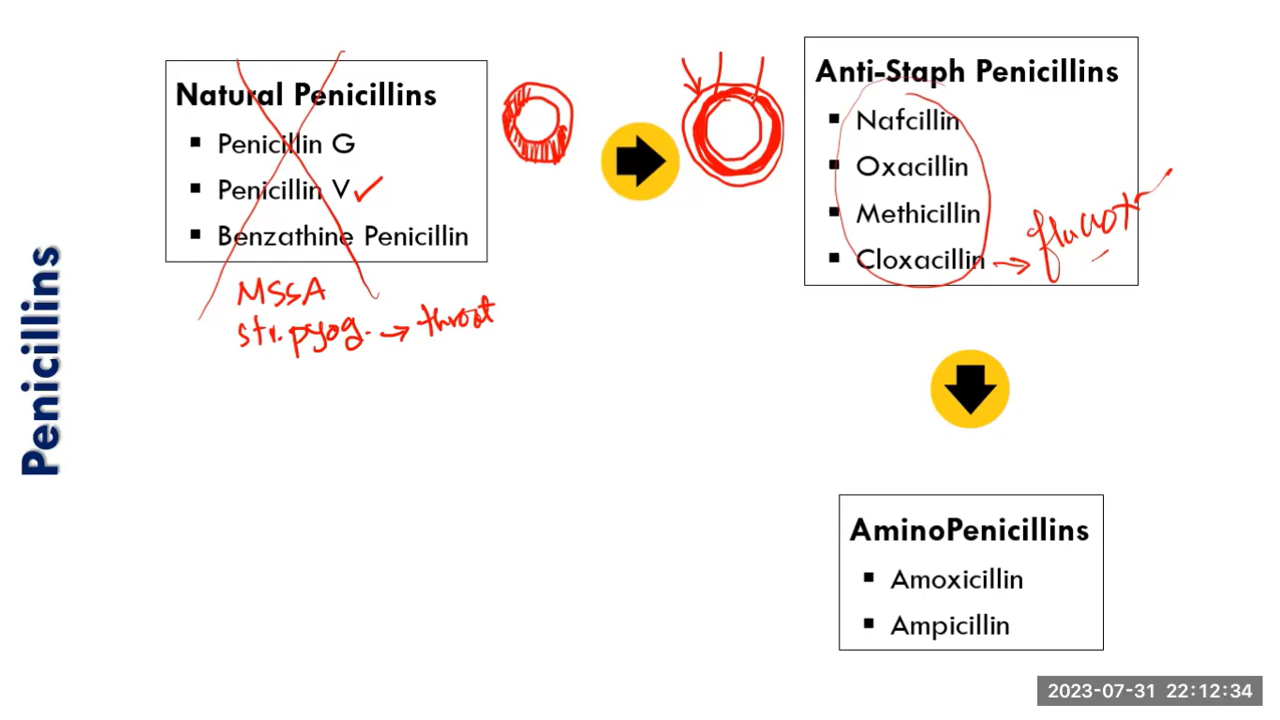 Penicillins
Natural Penicillins
▪ Penicillin G
▪ Penicillin V
▪ Benzathine Penicillin
MSSA
str. pyog. → throat
Anti-Staph Penicillins
▪ Nafcillin
▪ Oxacillin
▪ Methicillin
▪ Cloxacillin →
AminoPenicillins
▪ Amoxicillin
▪ Ampicillin
2023-07-31 22:12:34